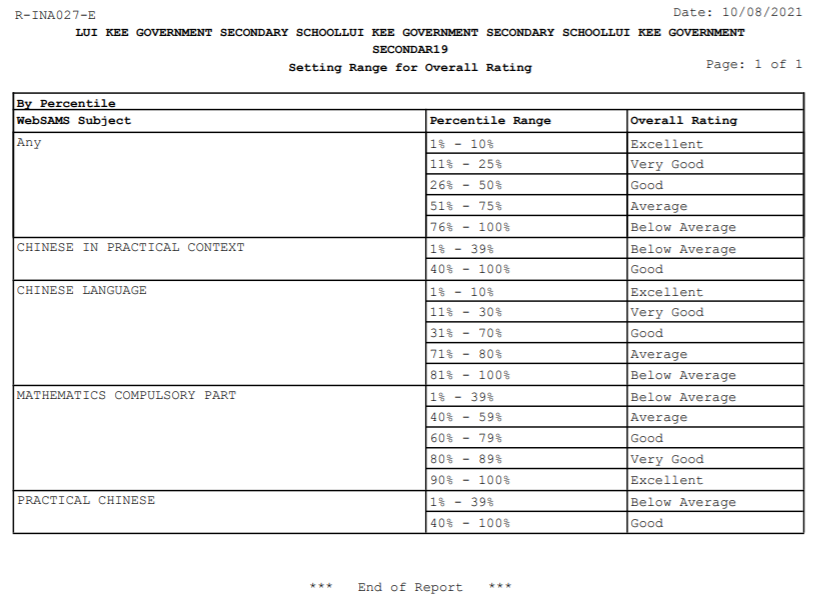 R-INA027-E Date: 10/08/2021
LUI KEE GOVERNMENT SECONDARY SCHOOLLUI KEE GOVERNMENT SECONDARY SCHOOLLUI KEE GOVERNMENT
SECONDAR19
Setting Range for Overall Rating Page: 1 of 1
By Percentile
WebSAMS Subject Percentile Range Overall Rating
Any 1% - 10% Excellent
11% - 25% Very Good
26% - 50% Good
51% - 75% Average
76% - 100% Below Average
CHINESE IN PRACTICAL CONTEXT 1% - 39% Below Average
40% - 100% Good
CHINESE LANGUAGE 1% - 10% Excellent
11% - 30% Very Good
31% - 70% Good
71% - 80% Average
81% - 100% Below Average
MATHEMATICS COMPULSORY PART 1% - 39% Below Average
40% - 59% Average
60% - 79% Good
80% - 89% Very Good
90% - 100% Excellent
PRACTICAL CHINESE 1% - 39% Below Average
40% - 100% Good
*** End of Report ***